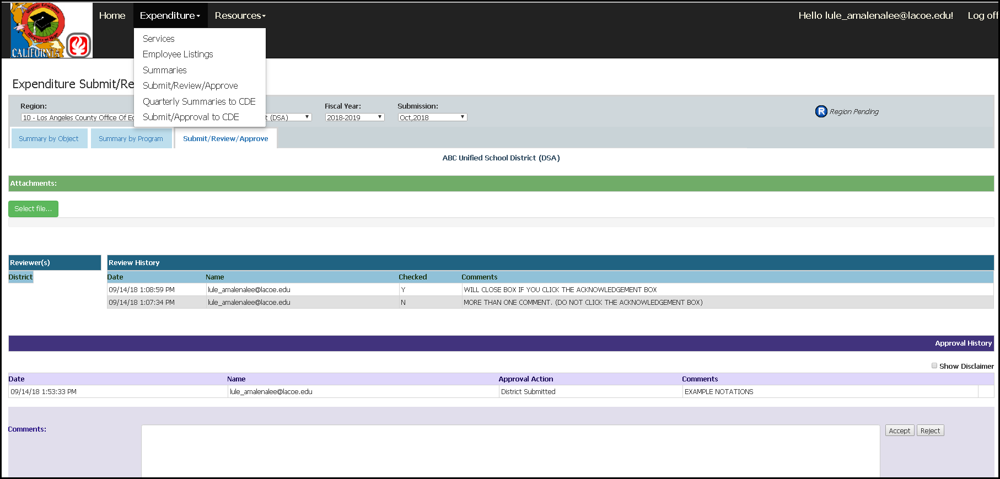 Migrant Education
CALIFORNIA
Home Expenditure Resources Hello lule_amalenalee@lacoe.edu! Log off
Services
Employee Listings
Summaries
Submit/Review/Approve
Quarterly Summaries to CDE
Submit/Approval to CDE
Expenditure Submit/Re
Region: Fiscal Year: Submission:
10 - Los Angeles County Office Of Ed t (DSA) 2018-2019 Oct,2018 R Region Pending
Summary by Object Summary by Program Submit/Review/Approve
ABC Unified School District (DSA)
Attachments:
Select file...
Reviewer(s) Review History
District Date Name Checked Comments
09/14/18 1:08:59 PM lule_amalenalee@lacoe.edu Y WILL CLOSE BOX IF YOU CLICK THE ACKNOWLEDGEMENT BOX
09/14/18 1:07:34 PM lule_amalenalee@lacoe.edu N MORE THAN ONE COMMENT. (DO NOT CLICK THE ACKNOWLEDGEMENT BOX)
Approval History
Show Disclaimer
Date Name Approval Action Comments
09/14/18 1:53:33 PM lule_amalenalee@lacoe.edu District Submitted EXAMPLE NOTATIONS
Comments: Accept Reject